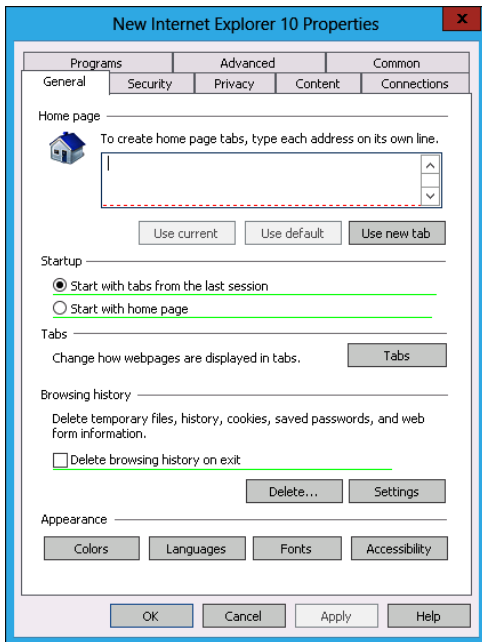 New Internet Explorer 10 Properties
x
Programs Advanced Common
General Security Privacy Content Connections
Home page
To create home page tabs, type each address on its own line.
Use current Use default Use new tab
Startup
Start with tabs from the last session
Start with home page
Tabs
Change how webpages are displayed in tabs. Tabs
Browsing history
Delete temporary files, history, cookies, saved passwords, and web
form information.
Delete browsing history on exit
Delete... Settings
Appearance
Colors Languages Fonts Accessibility
OK Cancel Apply Help